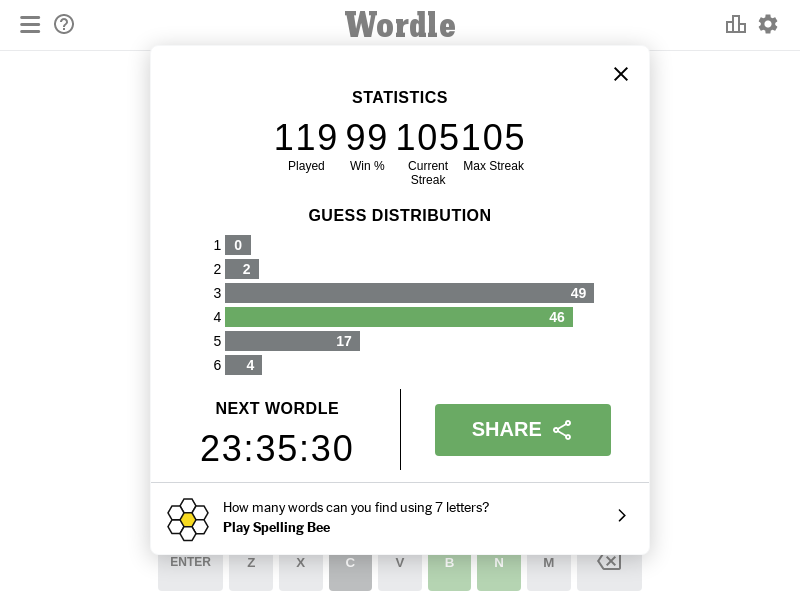 Wordle
STATISTICS
119 99 105 105
Played Win % Current Streak Max Streak
GUESS DISTRIBUTION
1 0
2 2
3 49
4 46
5 17
6 4
NEXT WORDLE
23:35:30
SHARE
How many words can you find using 7 letters?
Play Spelling Bee
ENTER Z X C V B N M